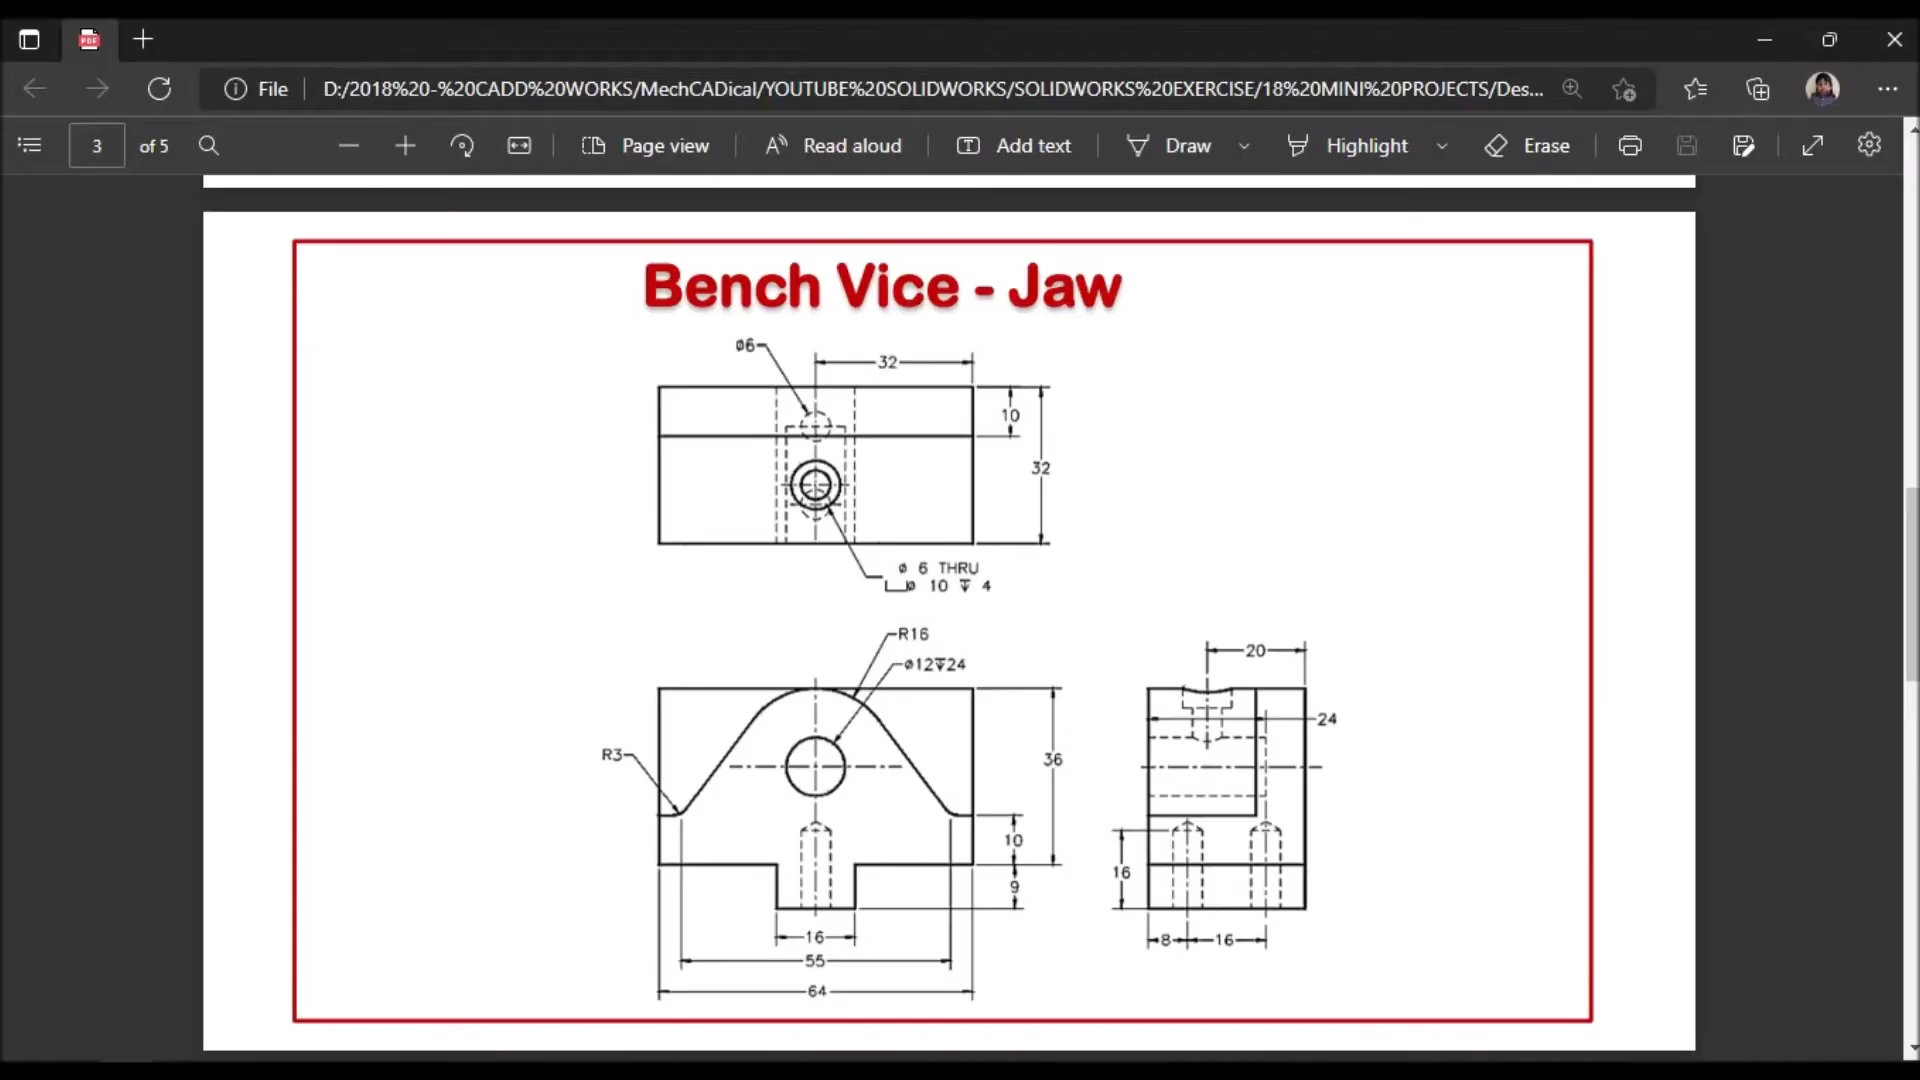 File
D:/2018%20-%20CADD%20WORKS/MechCADical/YOUTUBE%20SOLIDWORKS/SOLIDWORKS%20EXERCISE/18%20MINI%20PROJECTS/Des...
3 of 5
Page view
Read aloud
Add text
Draw
Highlight
Erase
Bench Vice - Jaw
ø6
32
10
32
ø 6 THRU
⌴ø 10 ↧ 4
R16
ø12↧24
R3
36
10
9
16
55
64
20
24
16
8
16